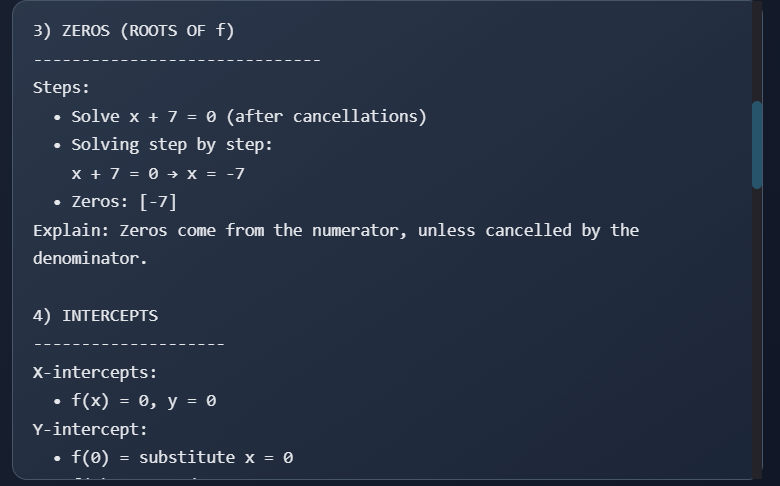 3) ZEROS (ROOTS OF f)
------------------------------
Steps:
• Solve x + 7 = 0 (after cancellations)
• Solving step by step:
x + 7 = 0 → x = -7
• Zeros: [-7]
Explain: Zeros come from the numerator, unless cancelled by the
denominator.
4) INTERCEPTS
--------------------
X-intercepts:
• f(x) = 0, y = 0
Y-intercept:
• f(0) = substitute x = 0